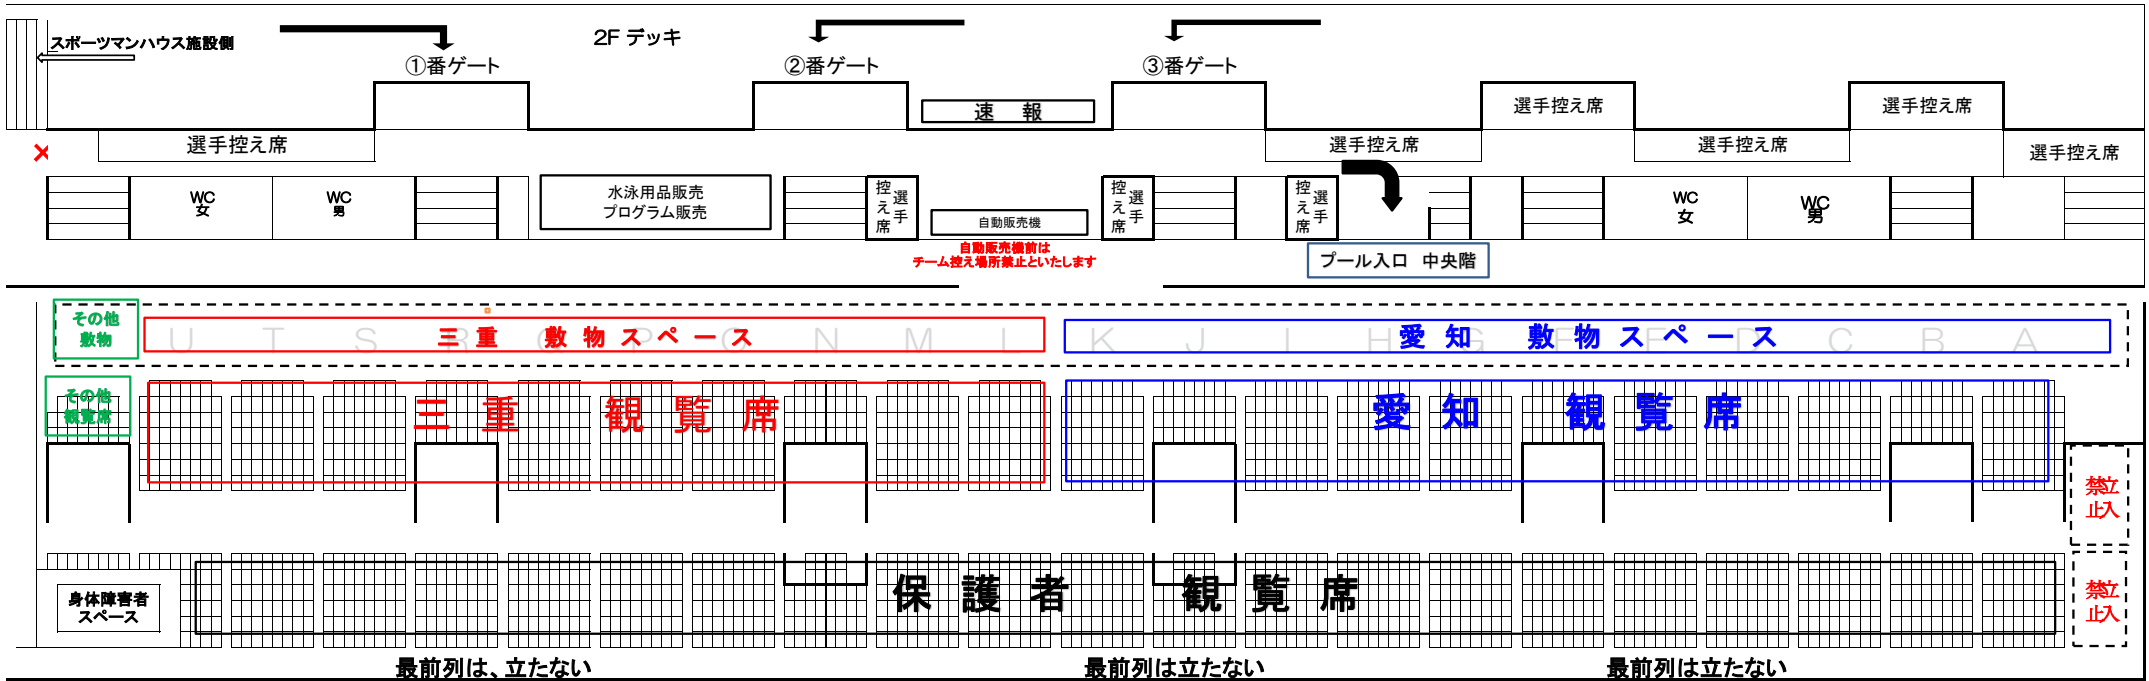 スポーツマンハウス施設側
2F デッキ
①番ゲート
②番ゲート
③番ゲート
速 報
選手控え席
選手控え席
選手控え席
選手控え席
選手控え席
選手控え席
WC
女
WC
男
水泳用品販売
プログラム販売
選手
控え席
自動販売機
選手
控え席
選手
控え席
WC
女
WC
男
自動販売機前は
チーム控え場所禁止といたします
プール入口 中央階
その他
敷物
三重 敷物スペース
愛知 敷物スペース
U T S R Q P O N M L K J I H G F E D C B A
その他
観覧席
三重 観覧席
愛知 観覧席
立入
禁止
保護者 観覧席
身体障害者
スペース
立入
禁止
最前列は、立たない
最前列は立たない
最前列は立たない